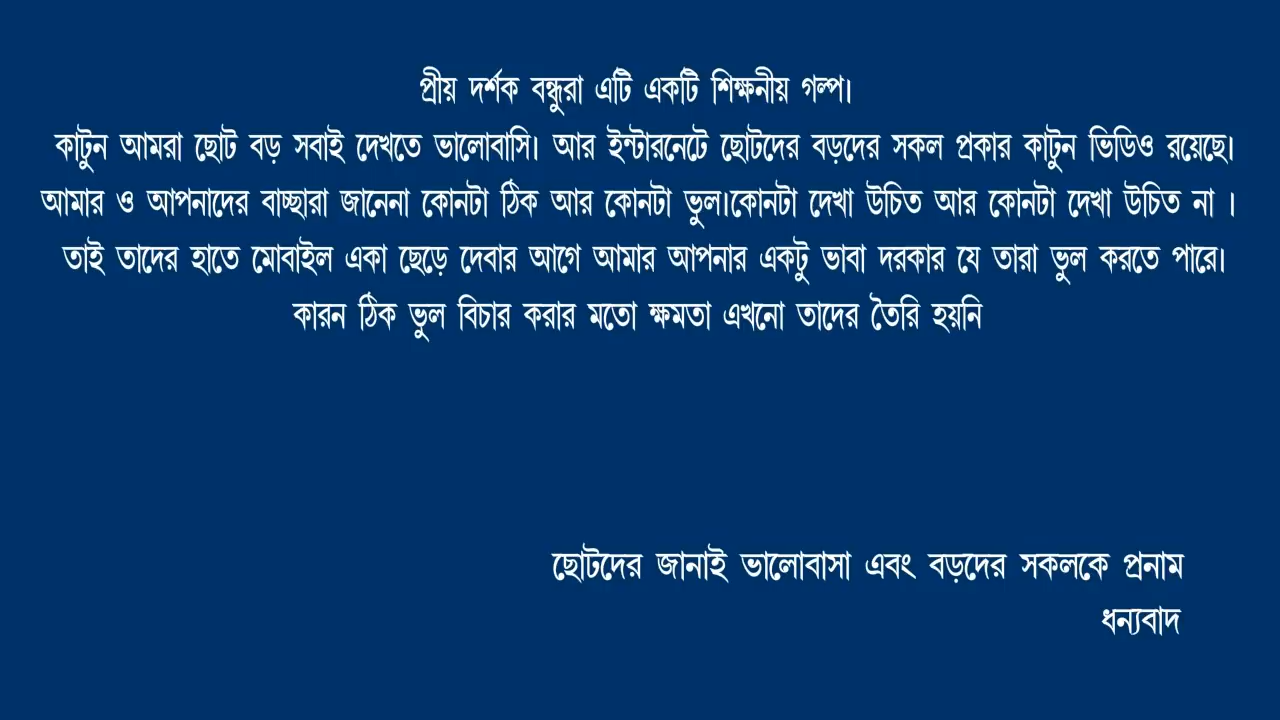 প্রীয় দর্শক বন্ধুরা এটি একটি শিক্ষনীয় গল্প।
কাটুন আমরা ছোট বড় সবাই দেখতে ভালোবাসি। আর ইন্টারনেটে ছোটদের বড়দের সকল প্রকার কাটুন ভিডিও রয়েছে।
আমার ও আপনাদের বাচ্ছারা জানেনা কোনটা ঠিক আর কোনটা ভুল।কোনটা দেখা উচিত আর কোনটা দেখা উচিত না ।
তাই তাদের হাতে মোবাইল একা ছেড়ে দেবার আগে আমার আপনার একটু ভাবা দরকার যে তারা ভুল করতে পারে।
কারন ঠিক ভুল বিচার করার মতো ক্ষমতা এখনো তাদের তৈরি হয়নি
ছোটদের জানাই ভালোবাসা এবং বড়দের সকলকে প্রনাম
ধন্যবাদ